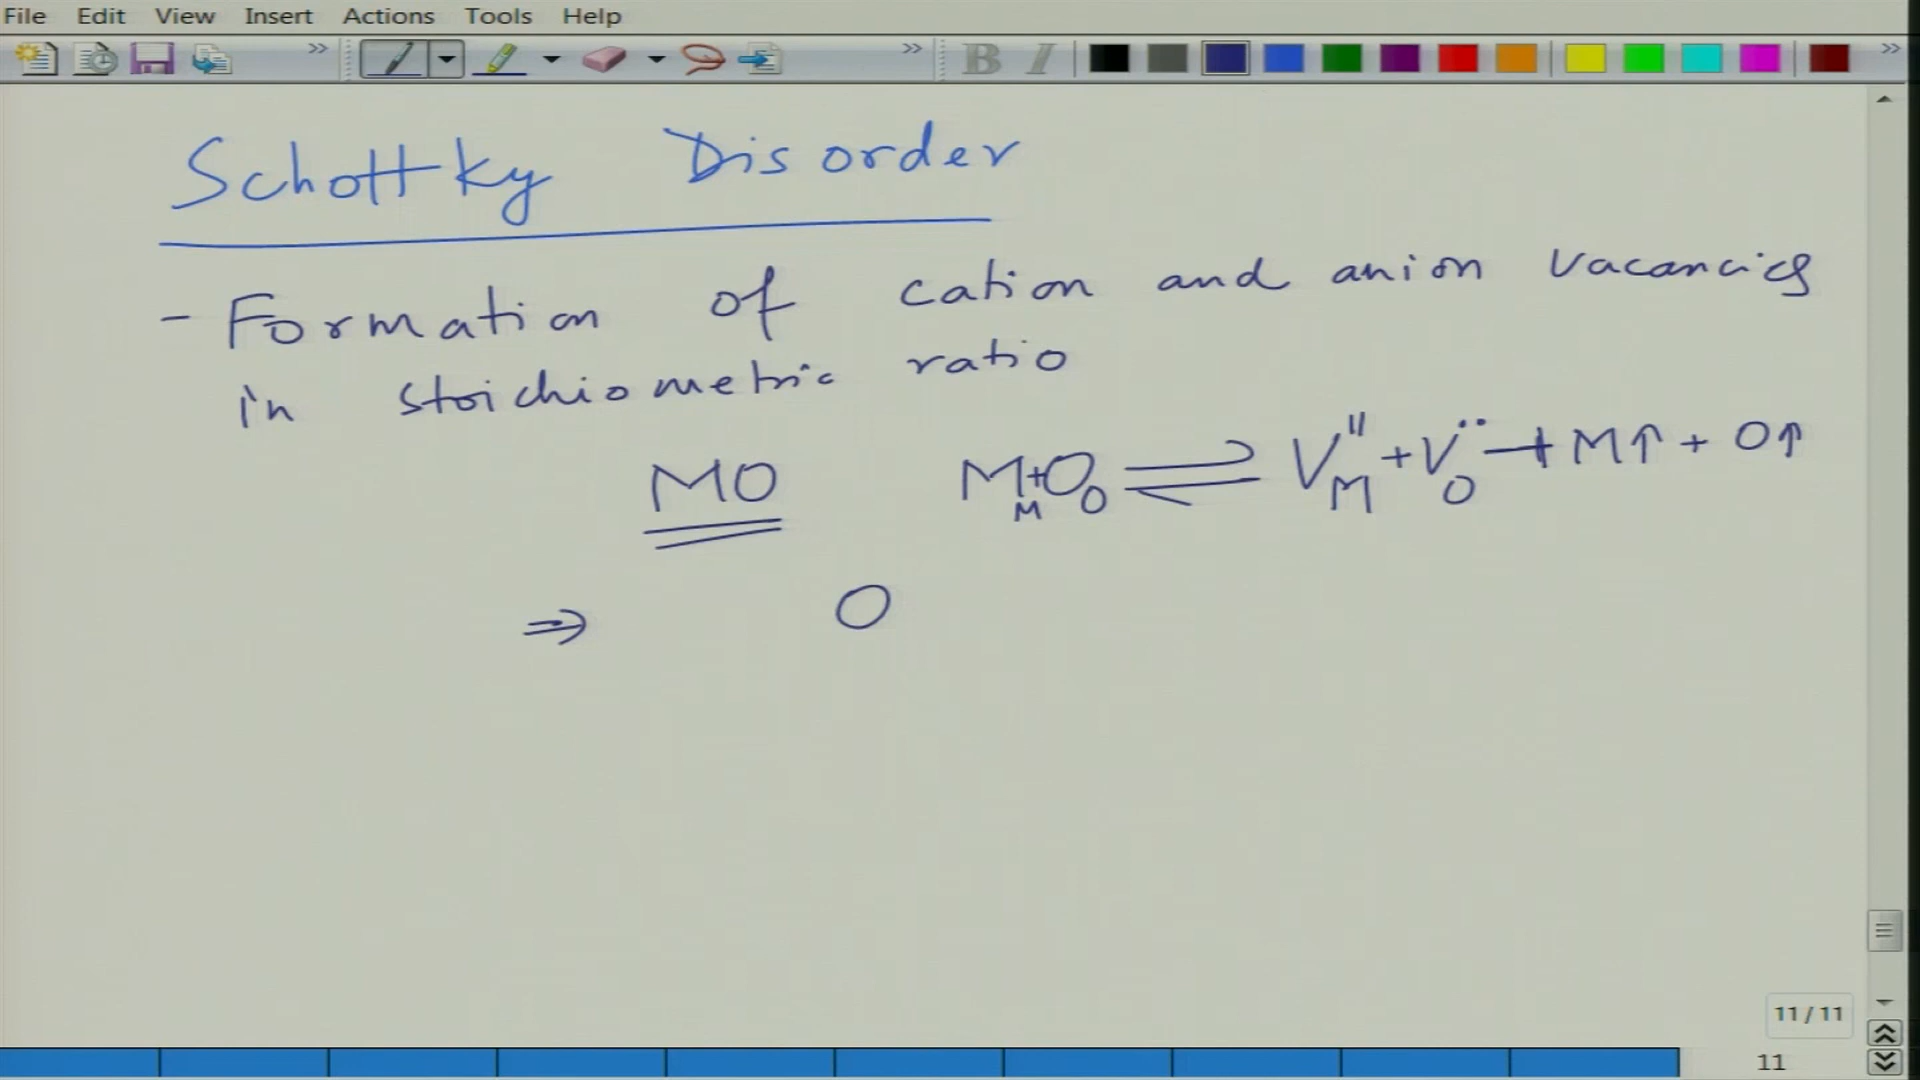 File Edit View Insert Actions Tools Help
B I
Schottky Disorder
- Formation of cation and anion vacancies
in stoichiometric ratio
MO M_M + O_O ⇌ V_M'' + V_O^•• + M↑ + O↑
⇒ O
11 / 11
11